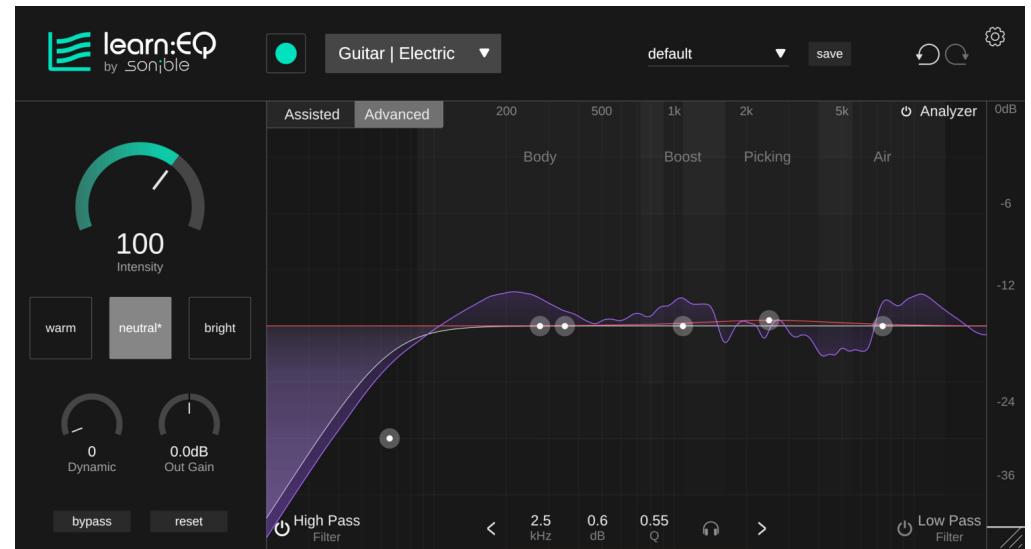 learn:EQ
by sonible
Guitar | Electric
default
save
Assisted
Advanced
200
500
1k
2k
5k
Analyzer
0dB
Body
Boost
Picking
Air
-6
-12
-24
-36
100
Intensity
warm
neutral*
bright
0
Dynamic
0.0dB
Out Gain
bypass
reset
High Pass
Filter
<
2.5
kHz
0.6
dB
0.55
Q
>
Low Pass
Filter